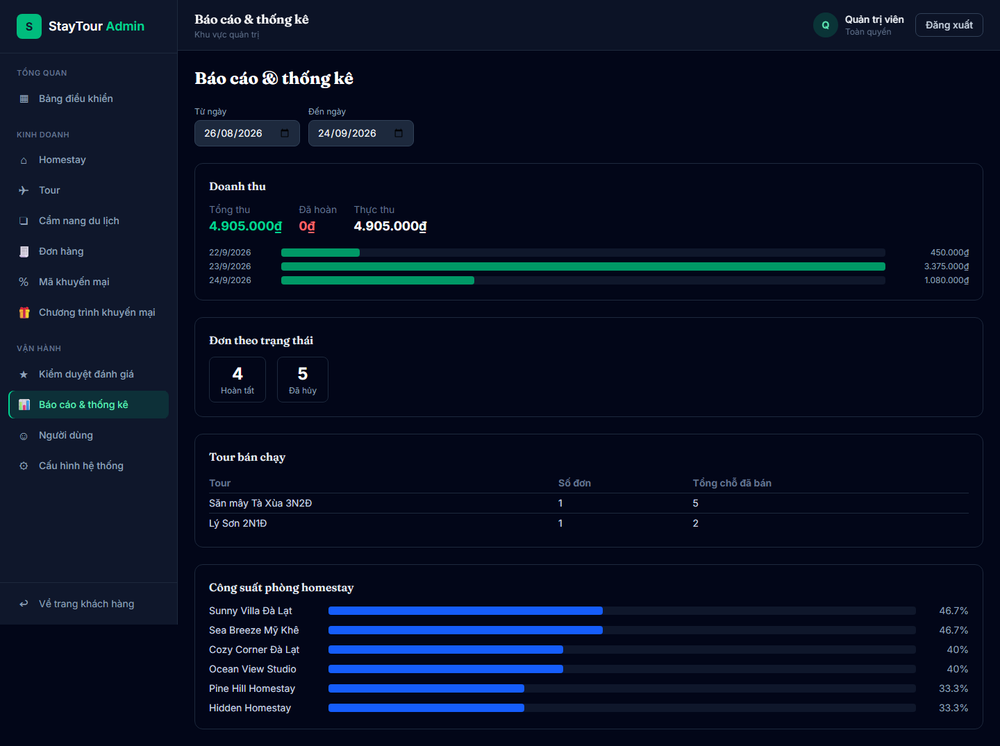 S StayTour Admin
TỔNG QUAN
Bảng điều khiển
KINH DOANH
Homestay
Tour
Cẩm nang du lịch
Đơn hàng
% Mã khuyến mại
Chương trình khuyến mại
VẬN HÀNH
Kiểm duyệt đánh giá
Báo cáo & thống kê
Người dùng
Cấu hình hệ thống
Về trang khách hàng
Báo cáo & thống kê
Khu vực quản trị
Q
Quản trị viên
Toàn quyền
Đăng xuất
Báo cáo & thống kê
Từ ngày Đến ngày
26/08/2026 24/09/2026
Doanh thu
Tổng thu Đã hoàn Thực thu
4.905.000₫ 0₫ 4.905.000₫
22/9/2026 450.000₫
23/9/2026 3.375.000₫
24/9/2026 1.080.000₫
Đơn theo trạng thái
4 5
Hoàn tất Đã hủy
Tour bán chạy
Tour Số đơn Tổng chỗ đã bán
Săn mây Tà Xùa 3N2Đ 1 5
Lý Sơn 2N1Đ 1 2
Công suất phòng homestay
Sunny Villa Đà Lạt 46.7%
Sea Breeze Mỹ Khê 46.7%
Cozy Corner Đà Lạt 40%
Ocean View Studio 40%
Pine Hill Homestay 33.3%
Hidden Homestay 33.3%